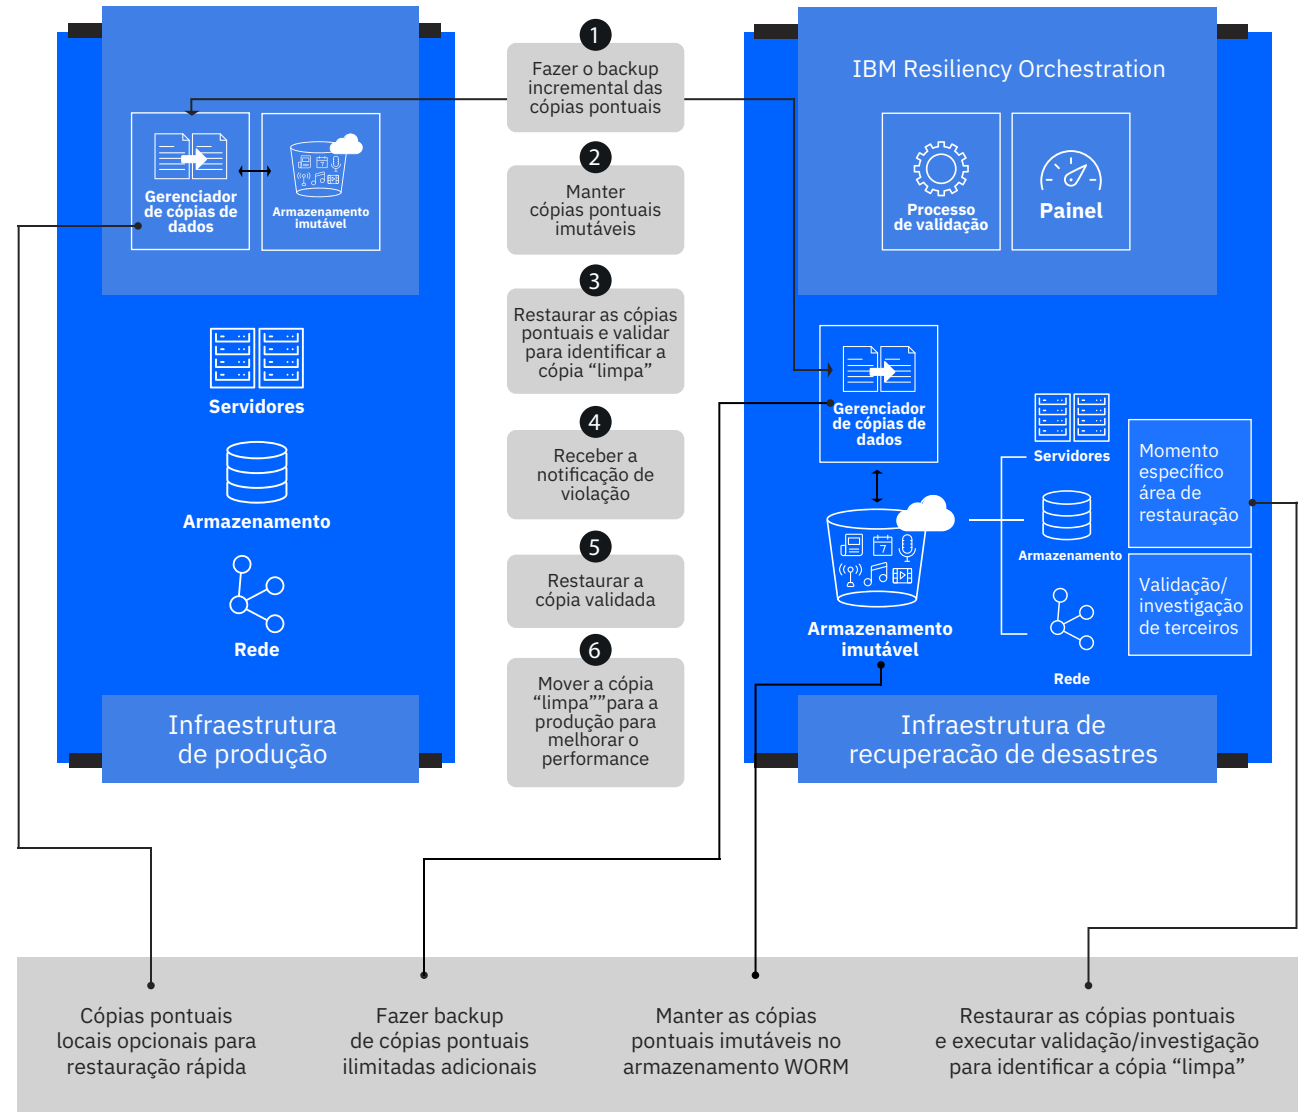 1
Fazer o backup
incremental das
cópias pontuais
2
Manter
cópias pontuais
imutáveis
3
Restaurar as cópias
pontuais e validar
para identificar a
cópia “limpa”
4
Receber a
notificação de
violação
5
Restaurar a
cópia validada
6
Mover a cópia
“limpa””para a
produção para
melhorar o
performance
Gerenciador
de cópias de
dados
7
Armazenamento
imutável
Servidores
Armazenamento
Rede
Infraestrutura
de produção
IBM Resiliency Orchestration
Processo
de validação
Painel
Gerenciador
de cópias de
dados
7
Armazenamento
imutável
Servidores
Armazenamento
Rede
Momento
específico
área de
restauração
Validação/
investigação
de terceiros
Infraestrutura de
recuperacão de desastres
Cópias pontuais
locais opcionais para
restauração rápida
Fazer backup
de cópias pontuais
ilimitadas adicionais
Manter as cópias
pontuais imutáveis no
armazenamento WORM
Restaurar as cópias pontuais
e executar validação/investigação
para identificar a cópia “limpa”